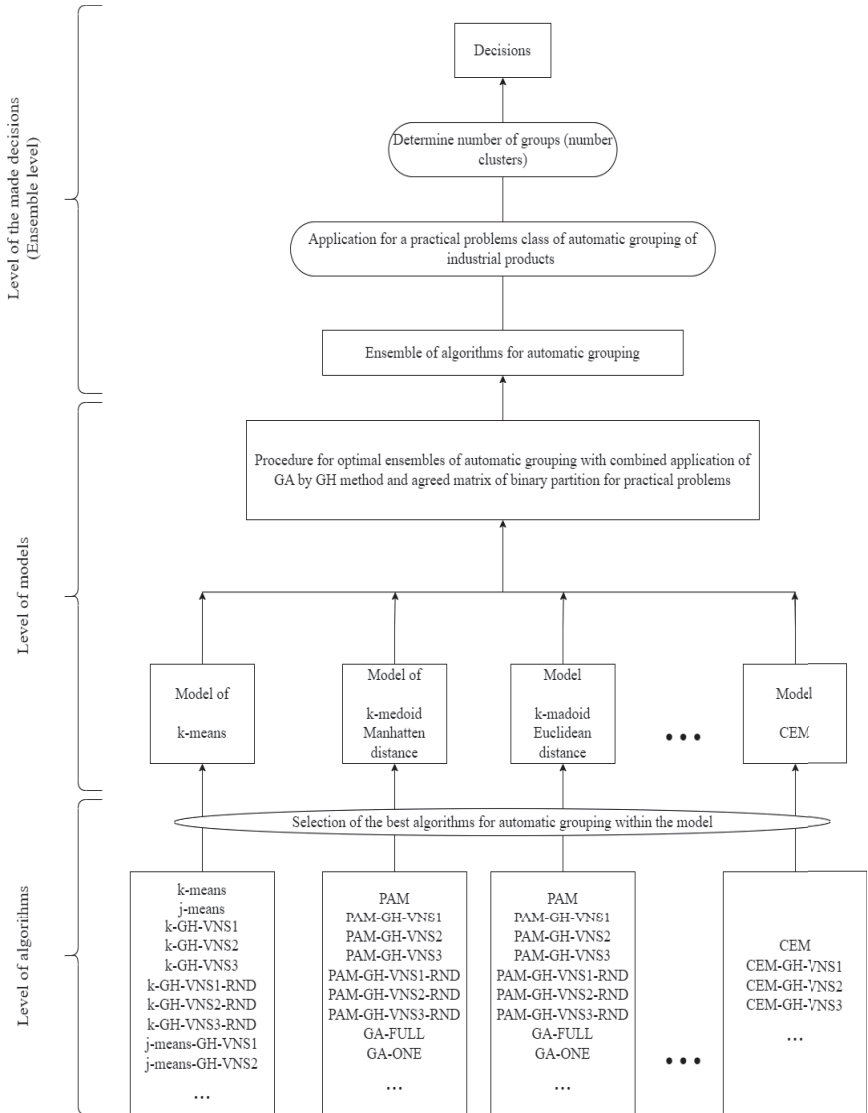 Level of the made decisions
(Ensemble level)
Decisions
Determine number of groups (number
clusters)
Application for a practical problems class of automatic grouping of
industrial products
Ensemble of algorithms for automatic grouping
Level of models
Procedure for optimal ensembles of automatic grouping with combined application of
GA by GH method and agreed matrix of binary partition for practical problems
Model of
k-means
Model of
k-medoid
Manhatten
distance
Model
k-madoid
Euclidean
distance
•••
Model
CEM
Level of algorithms
Selection of the best algorithms for automatic grouping within the model
k-means
j-means
k-GH-VNS1
k-GH-VNS2
k-GH-VNS3
k-GH-VNS1-RND
k-GH-VNS2-RND
k-GH-VNS3-RND
j-means-GH-VNS1
j-means-GH-VNS2
...
PAM
PAM-GH-VNS1
PAM-GH-VNS2
PAM-GH-VNS3
PAM-GH-VNS1-RND
PAM-GH-VNS2-RND
PAM-GH-VNS3-RND
GA-FULL
GA-ONE
...
PAM
PAM-GH-VNS1
PAM-GH-VNS2
PAM-GH-VNS3
PAM-GH-VNS1-RND
PAM-GH-VNS2-RND
PAM-GH-VNS3-RND
GA-FULL
GA-ONE
...
•••
CEM
CEM-GH-VNS1
CEM-GH-VNS2
CEM-GH-VNS3
...